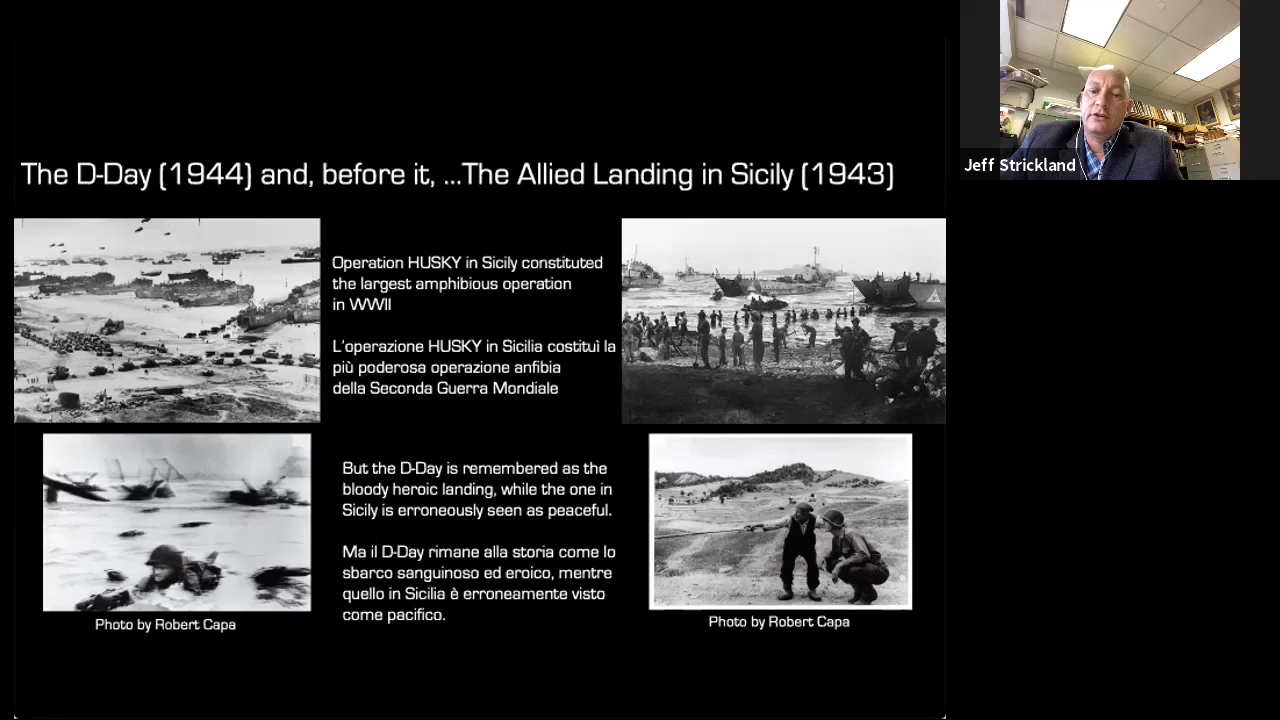 The D-Day (1944) and, before it, ...The Allied Landing in Sicily (1943)
Operation HUSKY in Sicily constituted
the largest amphibious operation
in WWII
L'operazione HUSKY in Sicilia costituì la
più poderosa operazione anfibia
della Seconda Guerra Mondiale
But the D-Day is remembered as the
bloody heroic landing, while the one in
Sicily is erroneously seen as peaceful.
Ma il D-Day rimane alla storia come lo
sbarco sanguinoso ed eroico, mentre
quello in Sicilia è erroneamente visto
come pacifico.
Photo by Robert Capa
Photo by Robert Capa
Jeff Strickland